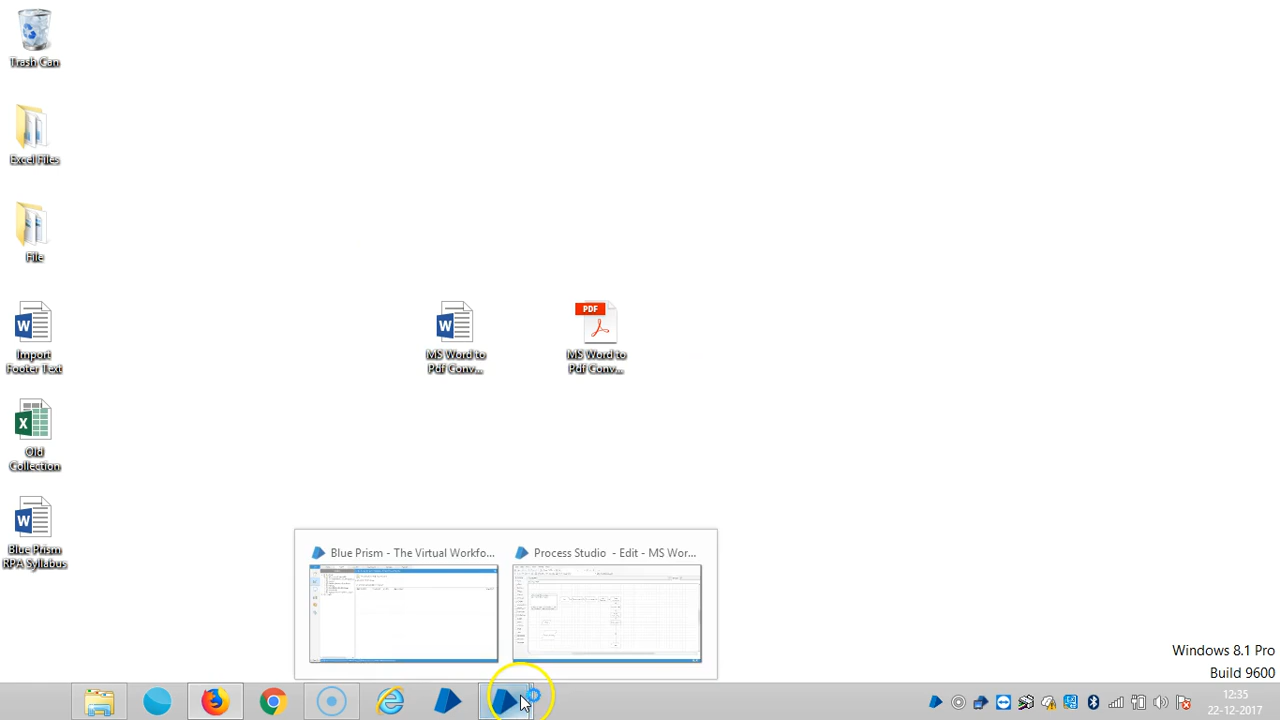 Trash Can
Excel Files
File
Import
Footer Text
Old
Collection
Blue Prism
RPA Syllabus
MS Word to
Pdf Conv...
PDF
MS Word to
Pdf Conv...
Blue Prism - The Virtual Workfo...
Process Studio - Edit - MS Wor...
Windows 8.1 Pro
Build 9600
12:35
22-12-2017